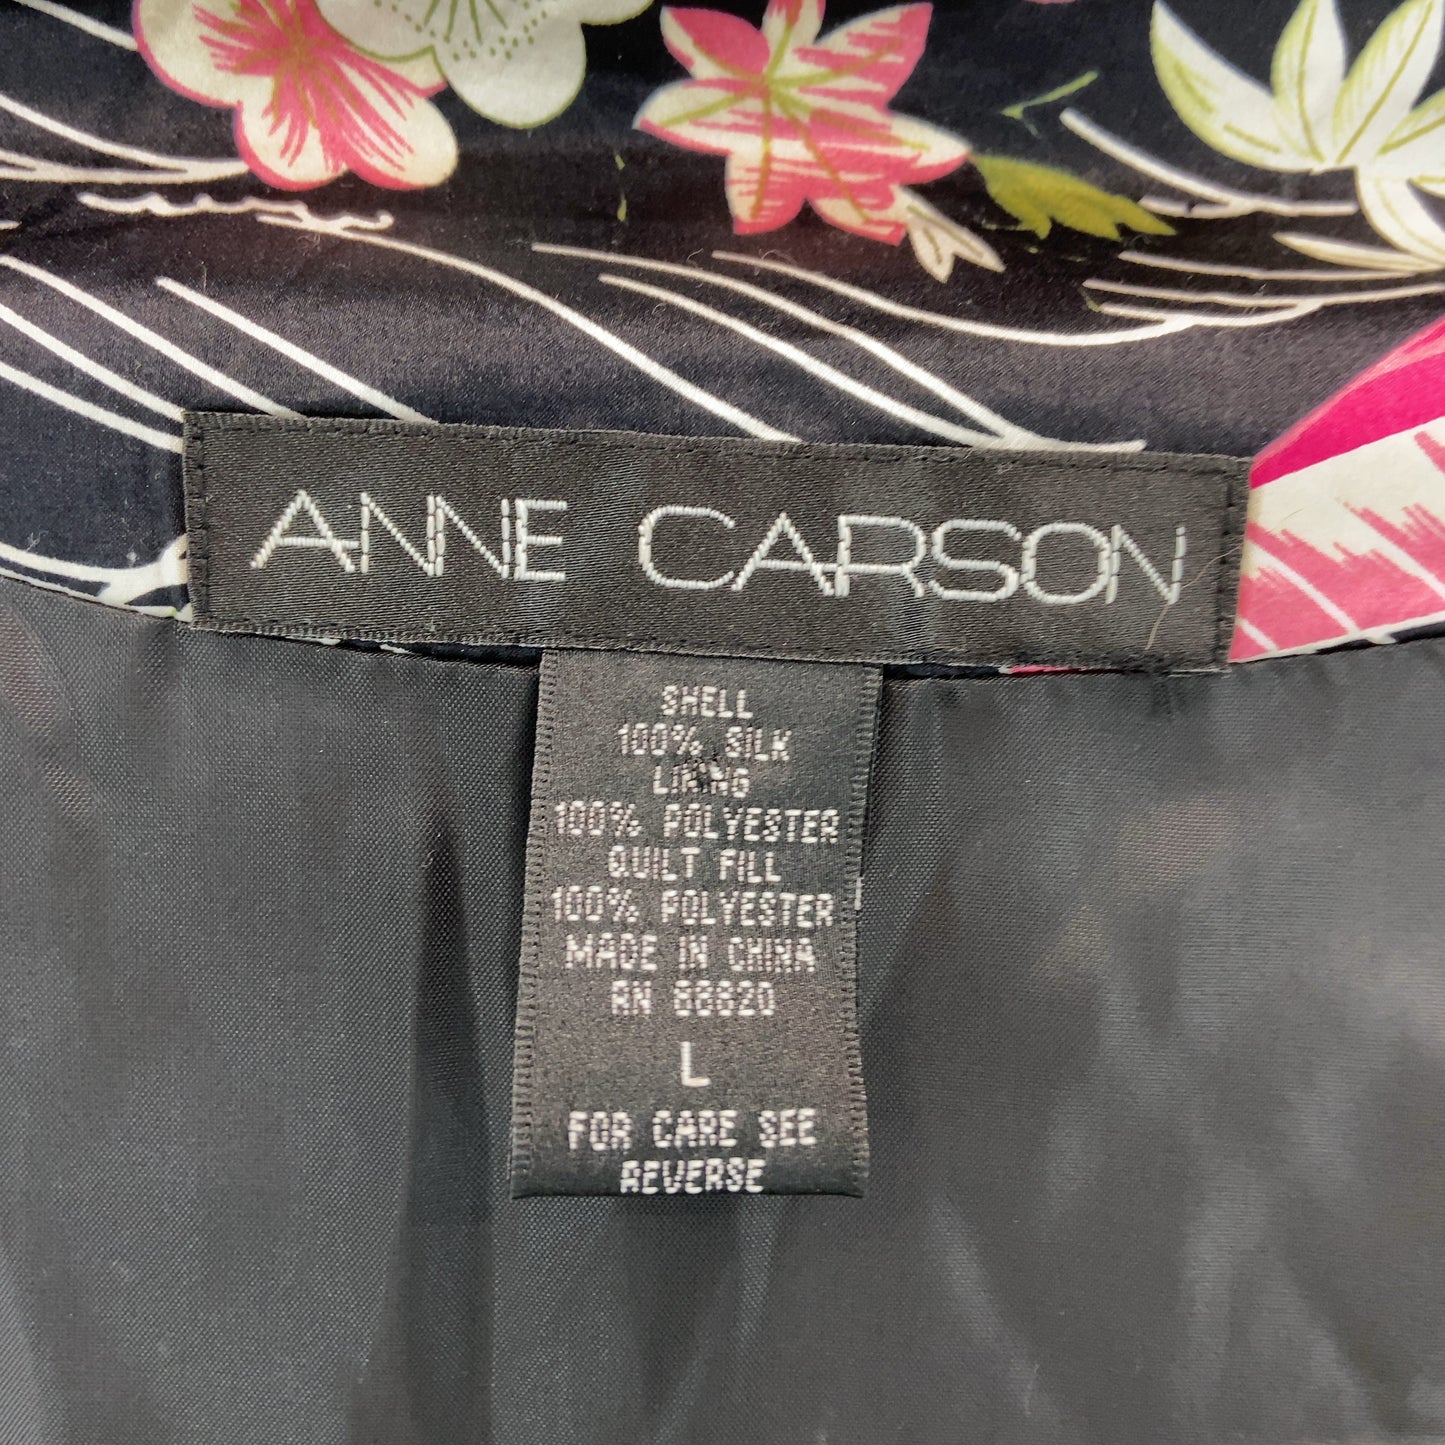 ANNE CARSON
SHELL
100% SILK
LINING
100% POLYESTER
QUILT FILL
100% POLYESTER
MADE IN CHINA
RN 88820
L
FOR CARE SEE
REVERSE